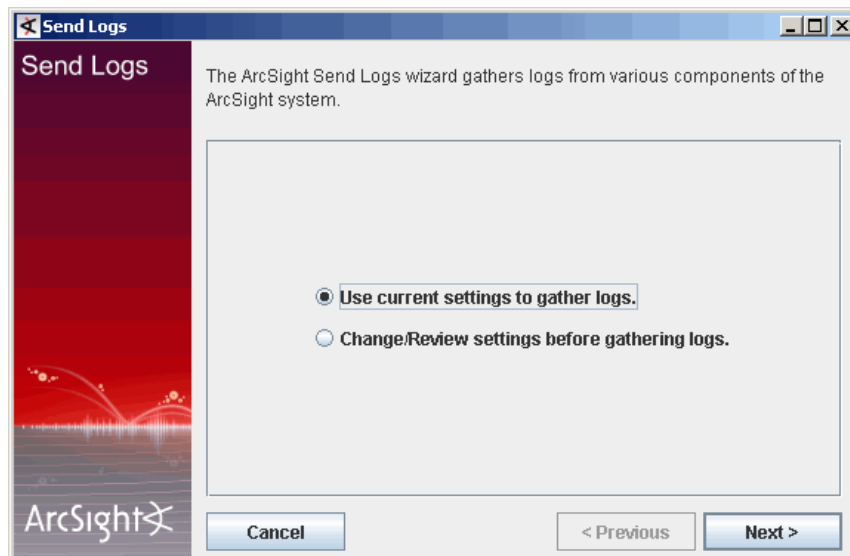 Send Logs
Send Logs
The ArcSight Send Logs wizard gathers logs from various components of the
ArcSight system.
Use current settings to gather logs.
Change/Review settings before gathering logs.
ArcSight
Cancel
< Previous
Next >